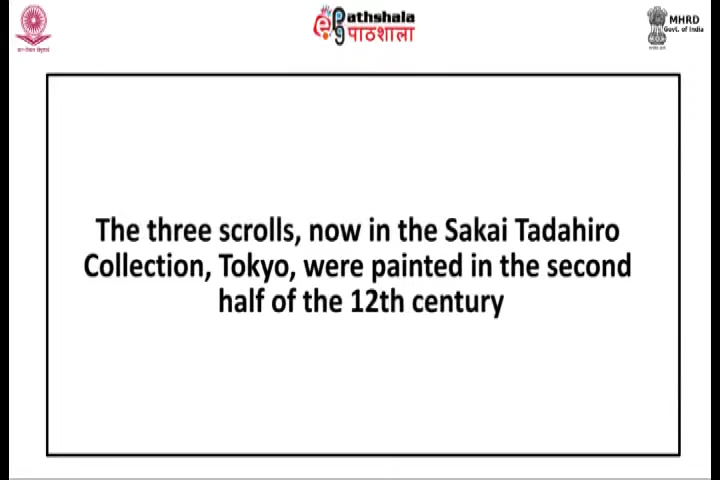 ePathshala
पाठशाला
MHRD
Govt. of India
The three scrolls, now in the Sakai Tadahiro
Collection, Tokyo, were painted in the second
half of the 12th century